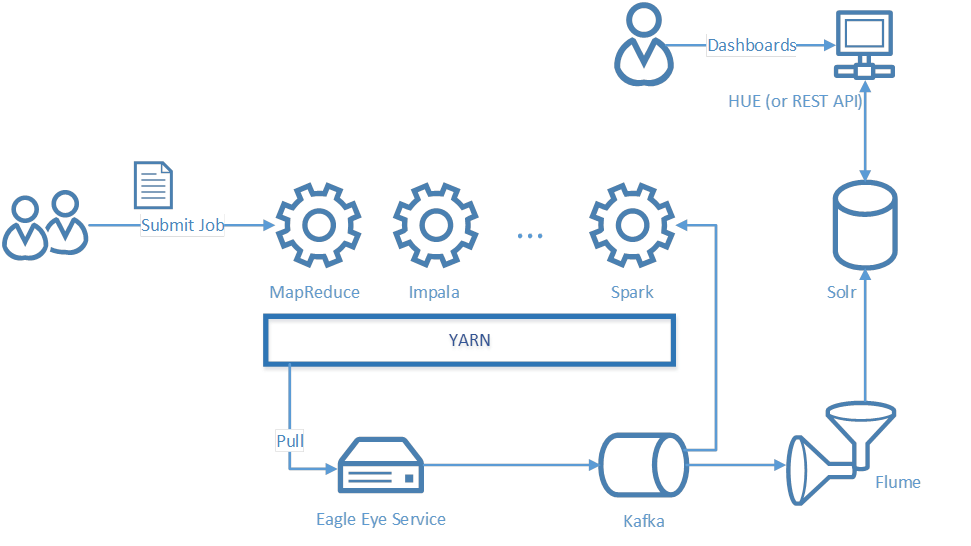 Dashboards
HUE (or REST API)
Submit Job
MapReduce
Impala
...
Spark
Solr
YARN
Pull
Eagle Eye Service
Kafka
Flume